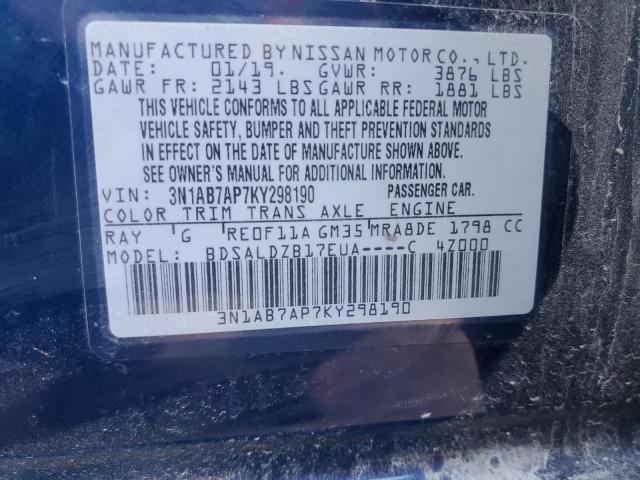 MANUFACTURED BY NISSAN MOTOR CO., LTD.
DATE: 01/19. GVWR: 3876 LBS
GAWR FR: 2143 LBS GAWR RR: 1881 LBS
THIS VEHICLE CONFORMS TO ALL APPLICABLE FEDERAL MOTOR
VEHICLE SAFETY, BUMPER AND THEFT PREVENTION STANDARDS
IN EFFECT ON THE DATE OF MANUFACTURE SHOWN ABOVE.
SEE OWNER'S MANUAL FOR ADDITIONAL INFORMATION.
VIN: 3N1AB7AP7KY298190 PASSENGER CAR.
COLOR TRIM TRANS AXLE ENGINE
RAY G RE0F11A GM35 MRA8DE 1798 CC
MODEL: BDSALDZB17EUA----C 4Z000
3N1AB7AP7KY298190